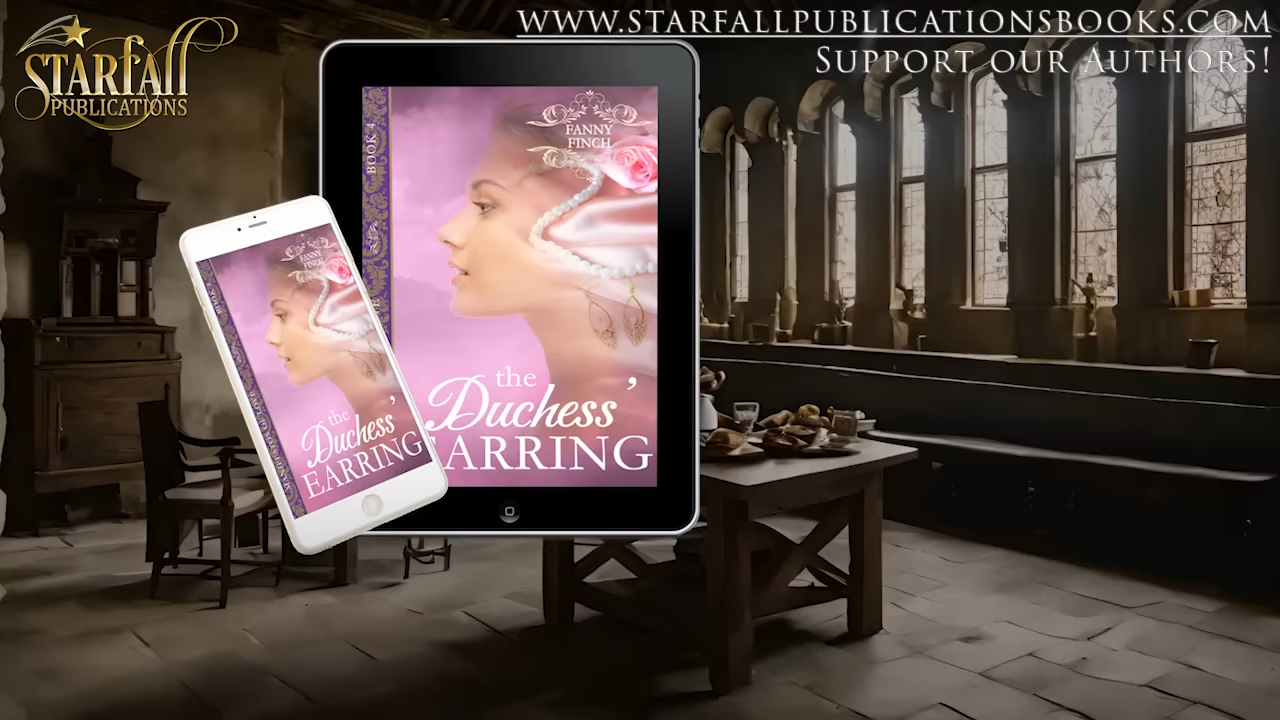 STARfall
PUBLICATIONS
WWW.STARFALLPUBLICATIONSBOOKS.COM
SUPPORT OUR AUTHORS!
BOOK 4
FANNY
FINCH
the
Duchess'
EARRING
FANNY
FINCH
the
Duchess'
EARRING